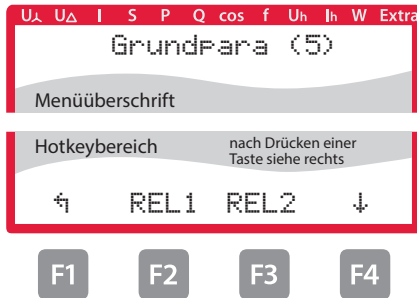 U⅄ U△ I S P Q cos f Uh Ih W Extra
Grundpara (5)
Menüüberschrift
Hotkeybereich
nach Drücken einer
Taste siehe rechts
↰ REL1 REL2 ↓
F1 F2 F3 F4